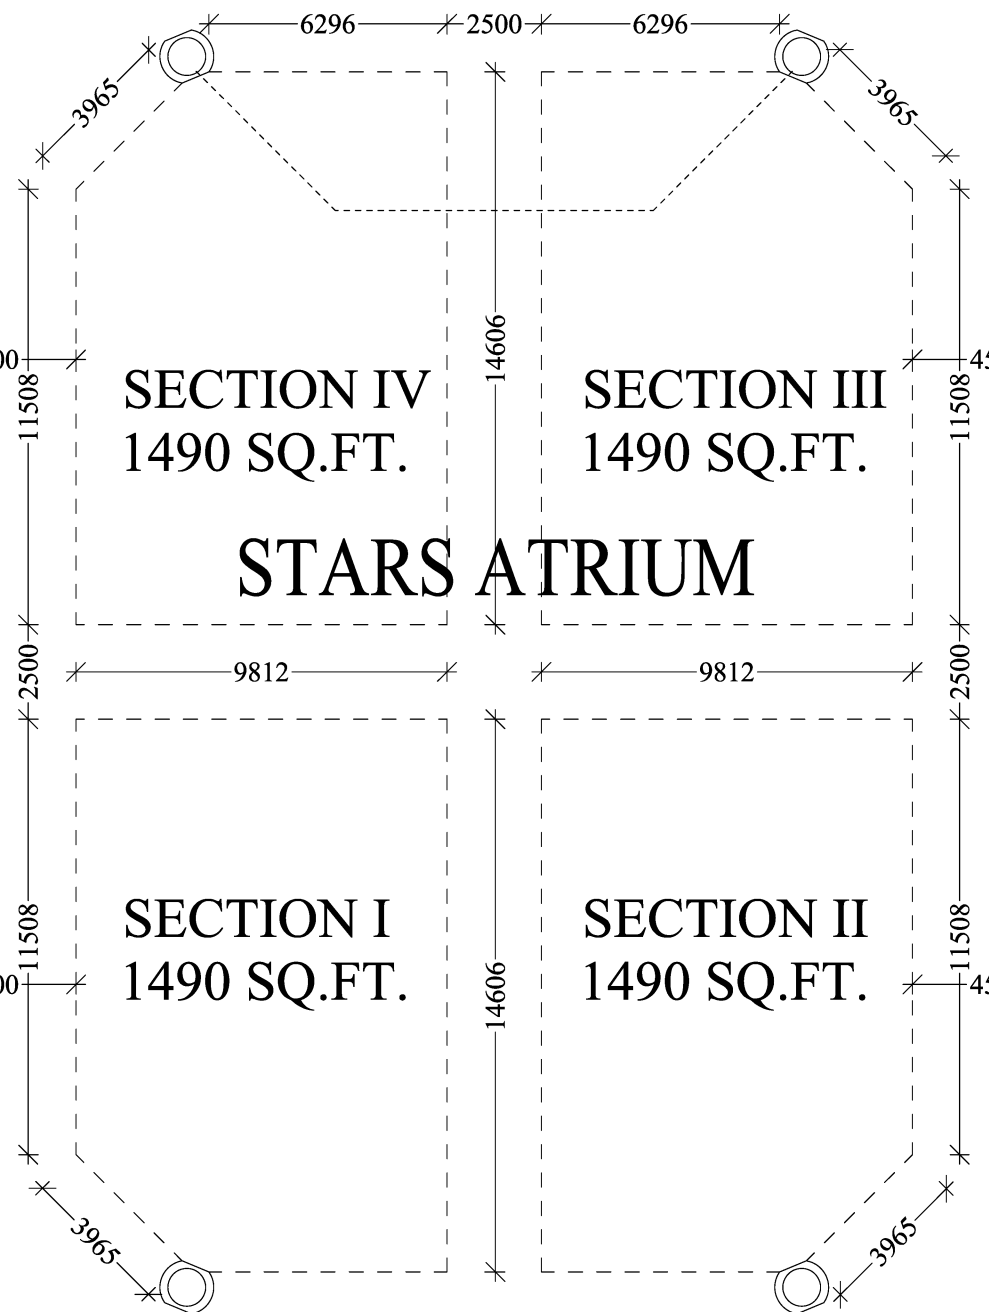 6296
2500
6296
3965
3965
14606
11508
11508
SECTION IV
1490 SQ.FT.
SECTION III
1490 SQ.FT.
STARS ATRIUM
2500
9812
9812
2500
11508
SECTION I
1490 SQ.FT.
14606
SECTION II
1490 SQ.FT.
11508
3965
3965